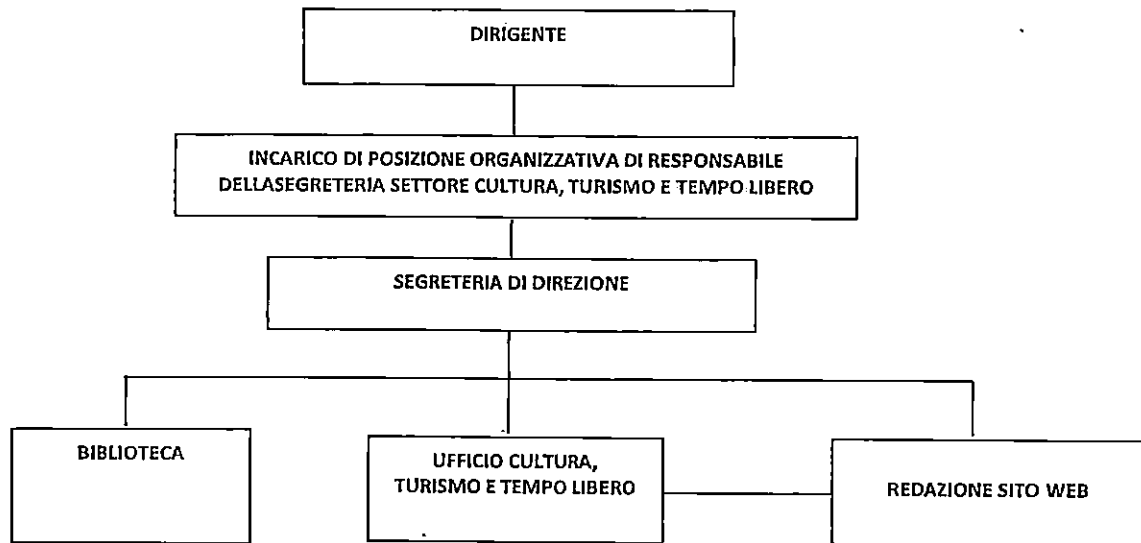 DIRIGENTE
INCARICO DI POSIZIONE ORGANIZZATIVA DI RESPONSABILE
DELLASEGRETERIA SETTORE CULTURA, TURISMO E TEMPO LIBERO
SEGRETERIA DI DIREZIONE
BIBLIOTECA
UFFICIO CULTURA,
TURISMO E TEMPO LIBERO
REDAZIONE SITO WEB